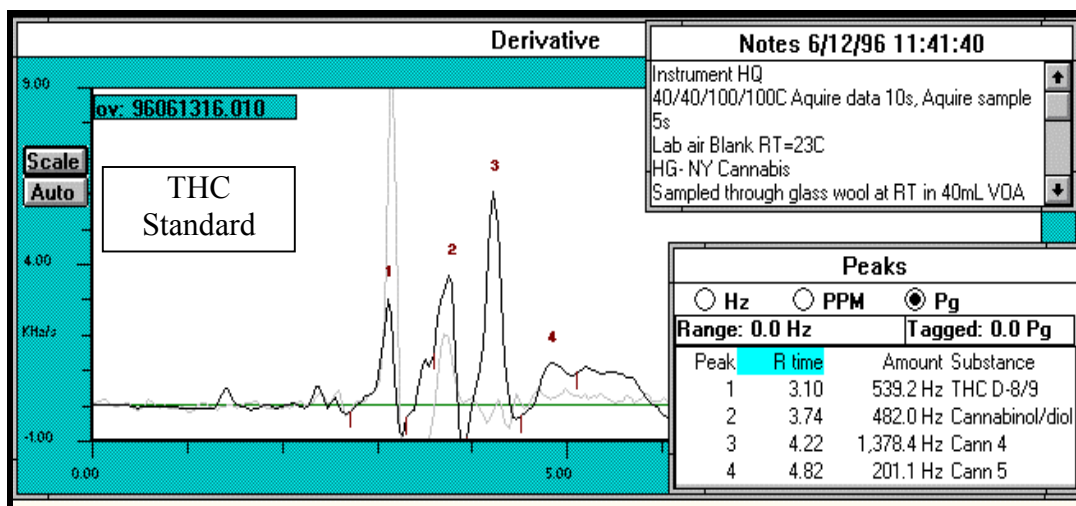 Derivative
9.00
ov: 96061316.010
Scale
Auto
THC
Standard
4.00
KHz/s
-1.00
0.00
5.00
1
2
3
4
Notes 6/12/96 11:41:40
Instrument HQ
40/40/100/100C Aquire data 10s, Aquire sample
5s
Lab air Blank RT=23C
HG- NY Cannabis
Sampled through glass wool at RT in 40mL VOA
Peaks
Hz PPM Pg
Range: 0.0 Hz Tagged: 0.0 Pg
Peak R time Amount Substance
1 3.10 539.2 Hz THC D-8/9
2 3.74 482.0 Hz Cannabinol/diol
3 4.22 1,378.4 Hz Cann 4
4 4.82 201.1 Hz Cann 5